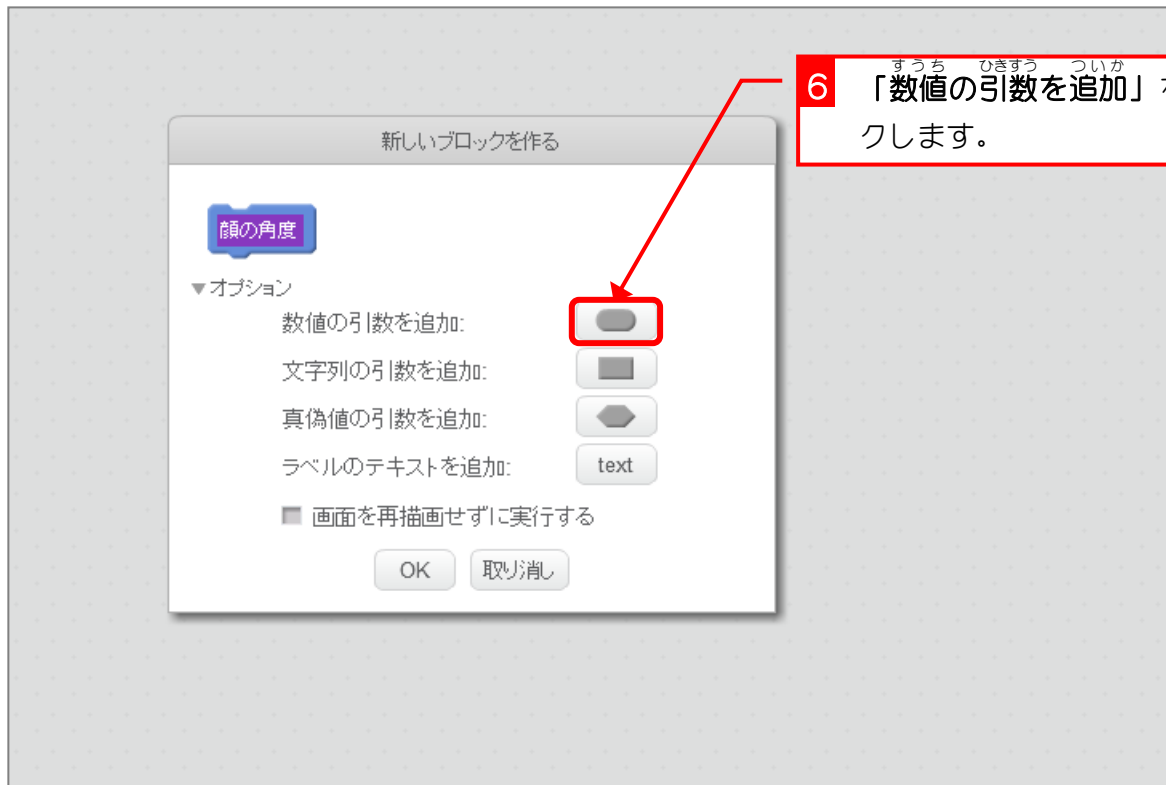 6
すうち ひきすう ついか
「数値の引数を追加」
クします。
新しいブロックを作る
顔の角度
▼オプション
数値の引数を追加:
文字列の引数を追加:
真偽値の引数を追加:
ラベルのテキストを追加: text
画面を再描画せずに実行する
OK 取り消し